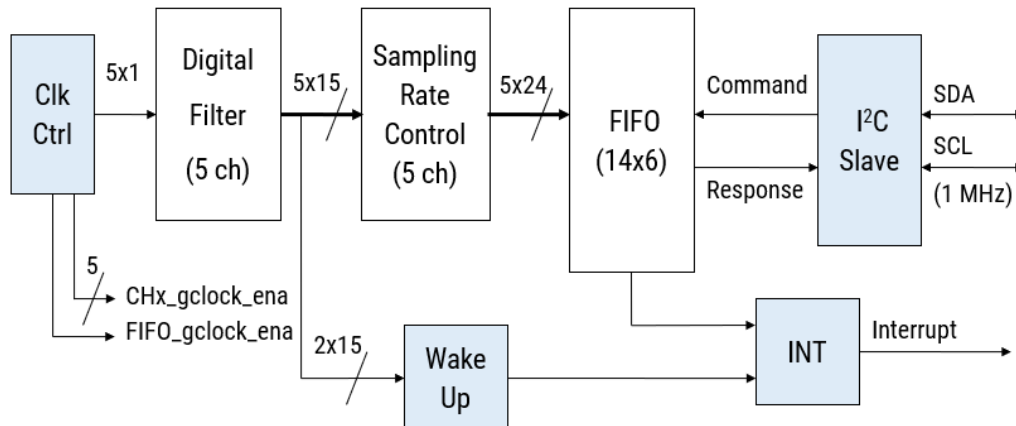 Clk
Ctrl
5x1
Digital
Filter
(5 ch)
5x15
Sampling
Rate
Control
(5 ch)
5x24
FIFO
(14x6)
Command
Response
I²C
Slave
SDA
SCL
(1 MHz)
5
CHx_gclock_ena
FIFO_gclock_ena
2x15
Wake
Up
INT
Interrupt